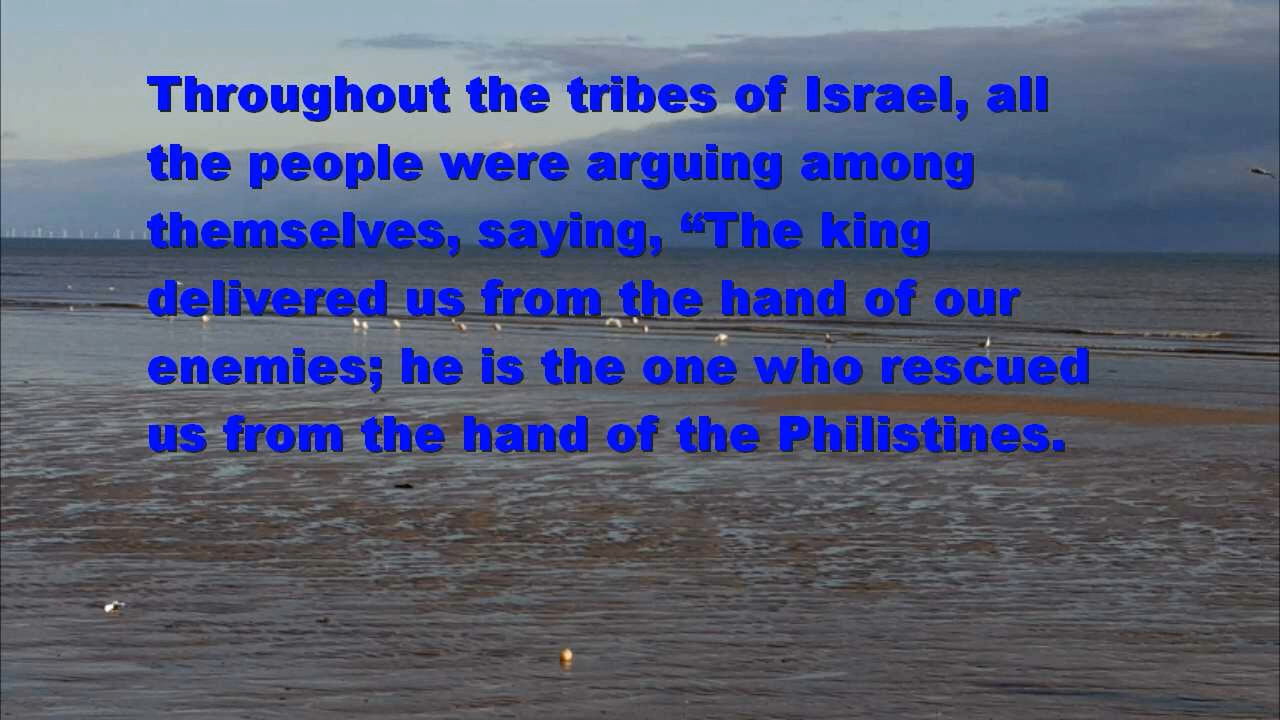 Throughout the tribes of Israel, all
the people were arguing among
themselves, saying, “The king
delivered us from the hand of our
enemies; he is the one who rescued
us from the hand of the Philistines.